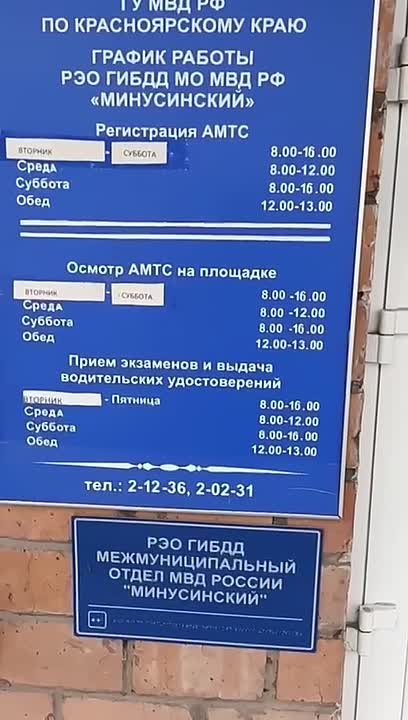 ГУ МВД РФ
ПО КРАСНОЯРСКОМУ КРАЮ
ГРАФИК РАБОТЫ
РЭО ГИБДД МО МВД РФ
«МИНУСИНСКИЙ»
Регистрация АМТС
ВТОРНИК - СУББОТА 8.00-16.00
Среда 8.00-12.00
Суббота 8.00-16.00
Обед 12.00-13.00
Осмотр АМТС на площадке
ВТОРНИК - СУББОТА 8.00 -16.00
Среда 8.00 -12.00
Суббота 8.00 -16.00
Обед 12.00-13.00
Прием экзаменов и выдача
водительских удостоверений
ВТОРНИК - Пятница 8.00-16.00
Среда 8.00-12.00
Суббота 8.00-16.00
Обед 12.00-13.00
тел.: 2-12-36, 2-02-31
РЭО ГИБДД
МЕЖМУНИЦИПАЛЬНЫЙ
ОТДЕЛ МВД РОССИИ
"МИНУСИНСКИЙ"